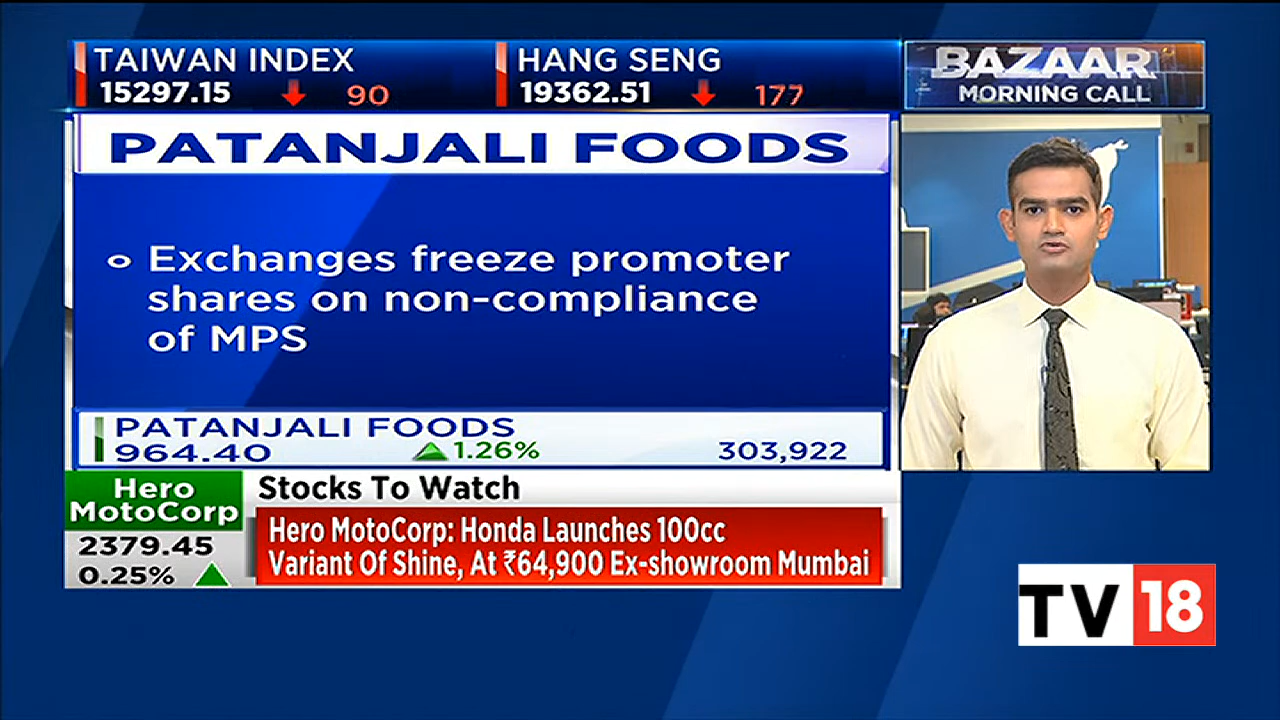 TAIWAN INDEX
15297.15 90
HANG SENG
19362.51 177
BAZAAR
MORNING CALL
PATANJALI FOODS
Exchanges freeze promoter
shares on non-compliance
of MPS
PATANJALI FOODS
964.40 1.26% 303,922
Hero
MotoCorp
2379.45
0.25%
Stocks To Watch
Hero MotoCorp: Honda Launches 100cc
Variant Of Shine, At ₹64,900 Ex-showroom Mumbai
TV18